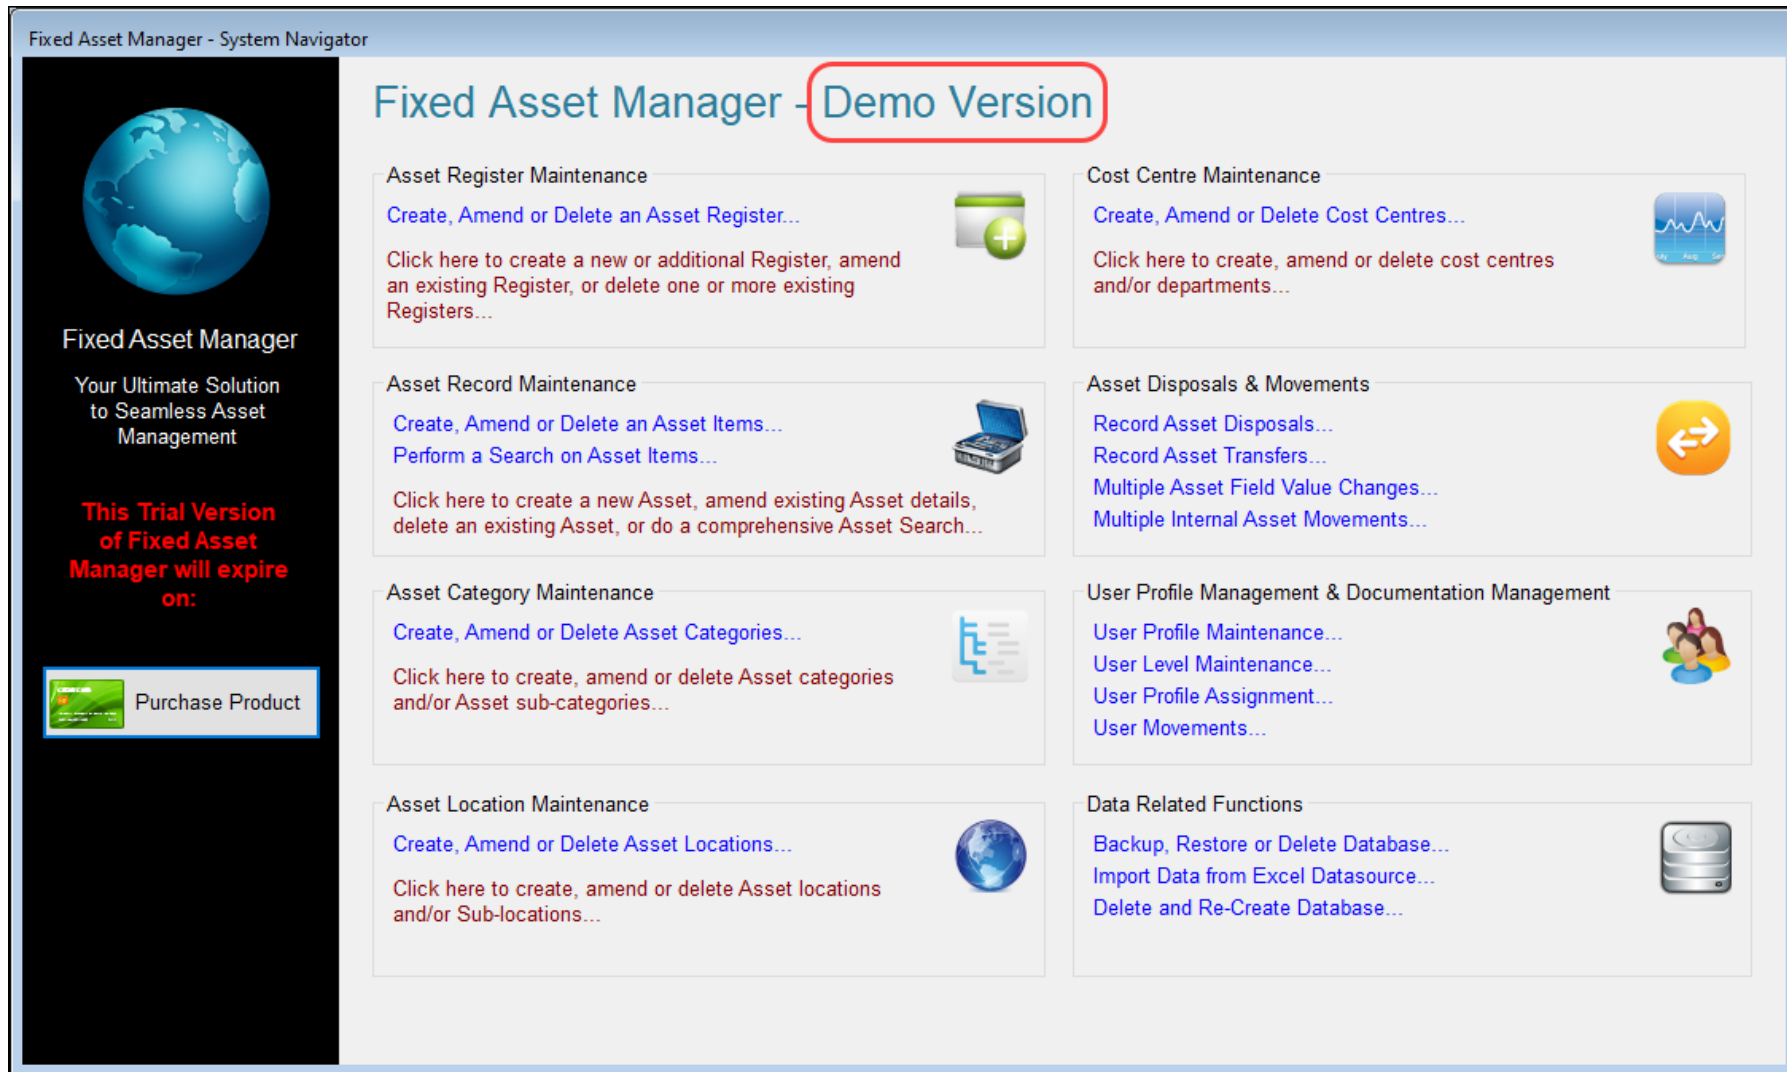 Fixed Asset Manager - System Navigator
Fixed Asset Manager
Your Ultimate Solution
to Seamless Asset
Management
This Trial Version
of Fixed Asset
Manager will expire
on:
Purchase Product
Fixed Asset Manager - Demo Version
Asset Register Maintenance
Create, Amend or Delete an Asset Register...
Click here to create a new or additional Register, amend
an existing Register, or delete one or more existing
Registers...
Cost Centre Maintenance
Create, Amend or Delete Cost Centres...
Click here to create, amend or delete cost centres
and/or departments...
Asset Record Maintenance
Create, Amend or Delete an Asset Items...
Perform a Search on Asset Items...
Click here to create a new Asset, amend existing Asset details,
delete an existing Asset, or do a comprehensive Asset Search...
Asset Disposals & Movements
Record Asset Disposals...
Record Asset Transfers...
Multiple Asset Field Value Changes...
Multiple Internal Asset Movements...
Asset Category Maintenance
Create, Amend or Delete Asset Categories...
Click here to create, amend or delete Asset categories
and/or Asset sub-categories...
User Profile Management & Documentation Management
User Profile Maintenance...
User Level Maintenance...
User Profile Assignment...
User Movements...
Asset Location Maintenance
Create, Amend or Delete Asset Locations...
Click here to create, amend or delete Asset locations
and/or Sub-locations...
Data Related Functions
Backup, Restore or Delete Database...
Import Data from Excel Datasource...
Delete and Re-Create Database...